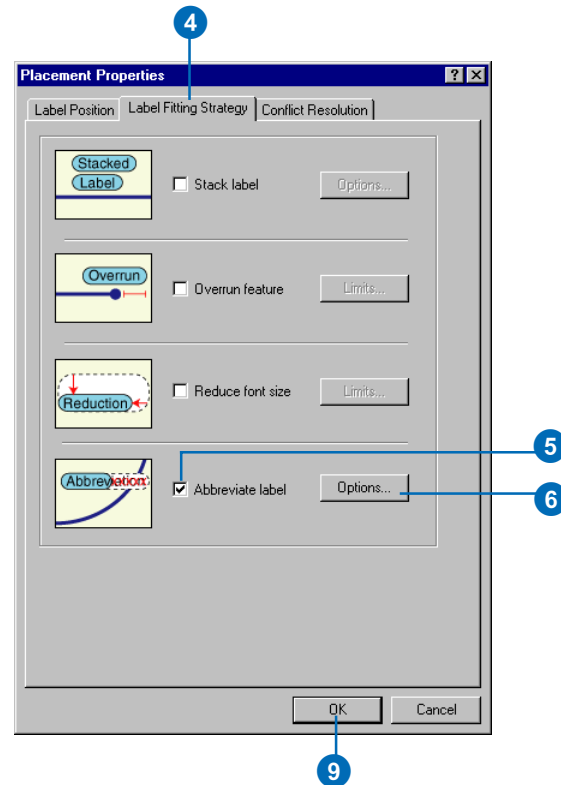 4
Placement Properties
Label Position Label Fitting Strategy Conflict Resolution
Stacked
Label
Stack label Options...
Overrun
Overrun feature Limits...
Reduction
Reduce font size Limits...
5
Abbreviation
Abbreviate label Options...
6
OK Cancel
9